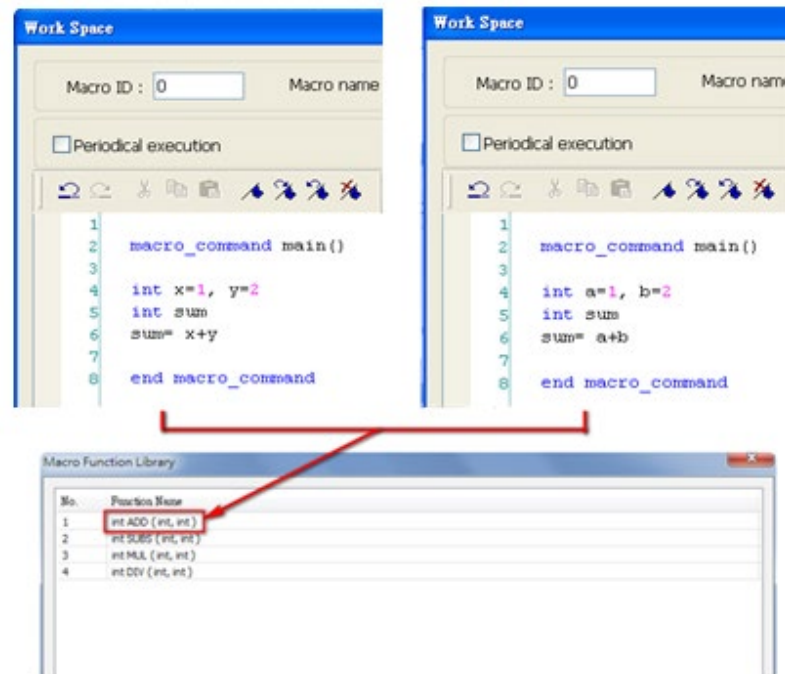 Work Space
Macro ID : 0 Macro name
Periodical execution
1
2 macro_command main()
3
4 int x=1, y=2
5 int sum
6 sum= x+y
7
8 end macro_command
Work Space
Macro ID : 0 Macro name
Periodical execution
1
2 macro_command main()
3
4 int a=1, b=2
5 int sum
6 sum= a+b
7
8 end macro_command
Macro Function Library
No. Function Name
1 int ADD ( int, int )
2 int SUBS ( int, int )
3 int MUL ( int, int )
4 int DIV ( int, int )